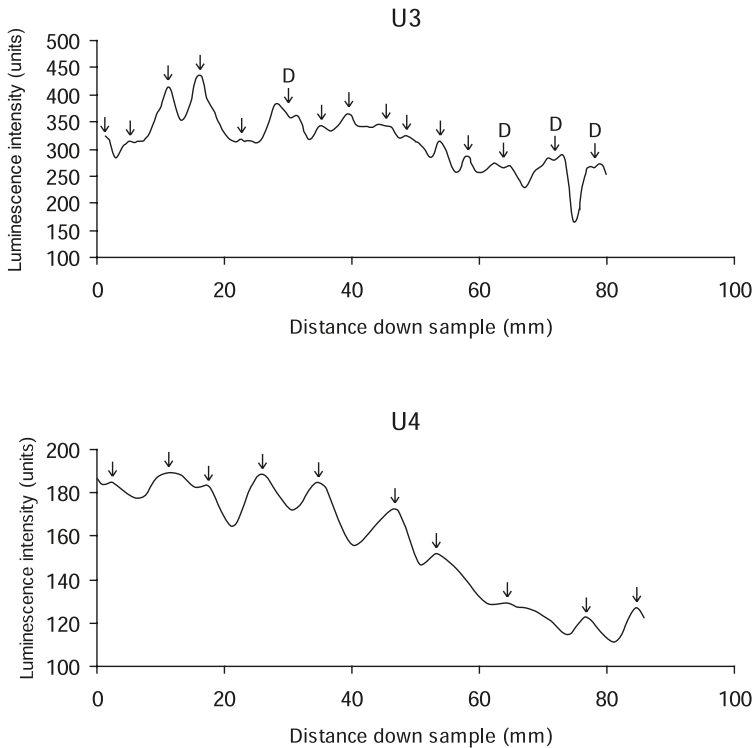 U3
Luminescence intensity (units)
500
450
400
350
300
250
200
150
100
D
D
D
D
0 20 40 60 80 100
Distance down sample (mm)
U4
Luminescence intensity (units)
200
180
160
140
120
100
0 20 40 60 80 100
Distance down sample (mm)